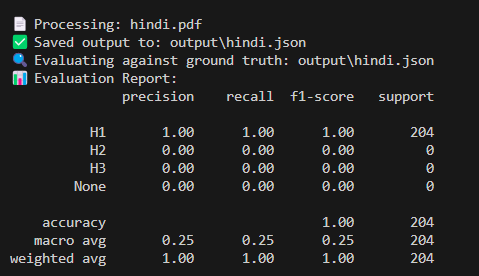 📄 Processing: hindi.pdf
✅ Saved output to: output\hindi.json
🔍 Evaluating against ground truth: output\hindi.json
📊 Evaluation Report:
precision recall f1-score support
H1 1.00 1.00 1.00 204
H2 0.00 0.00 0.00 0
H3 0.00 0.00 0.00 0
None 0.00 0.00 0.00 0
accuracy 1.00 204
macro avg 0.25 0.25 0.25 204
weighted avg 1.00 1.00 1.00 204